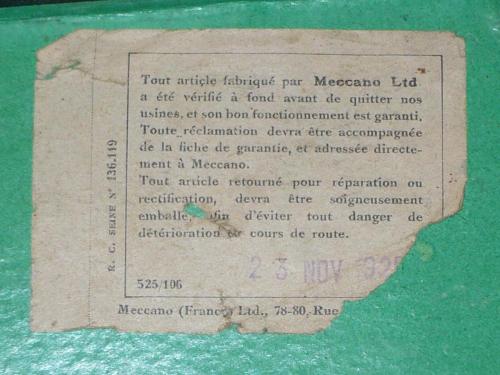 Tout article fabriqué par Meccano Ltd
a été vérifié à fond avant de quitter nos
usines, et son bon fonctionnement est garanti.
Toute réclamation devra être accompagnée
de la fiche de garantie, et adressée directe-
ment à Meccano.
Tout article retourné pour réparation ou
rectification, devra être soigneusement
emballé, afin d'éviter tout danger de
détérioration en cours de route.
23 NOV
525/106
Meccano (France) Ltd., 78-80, Rue
R. C. SEINE N° 136.119